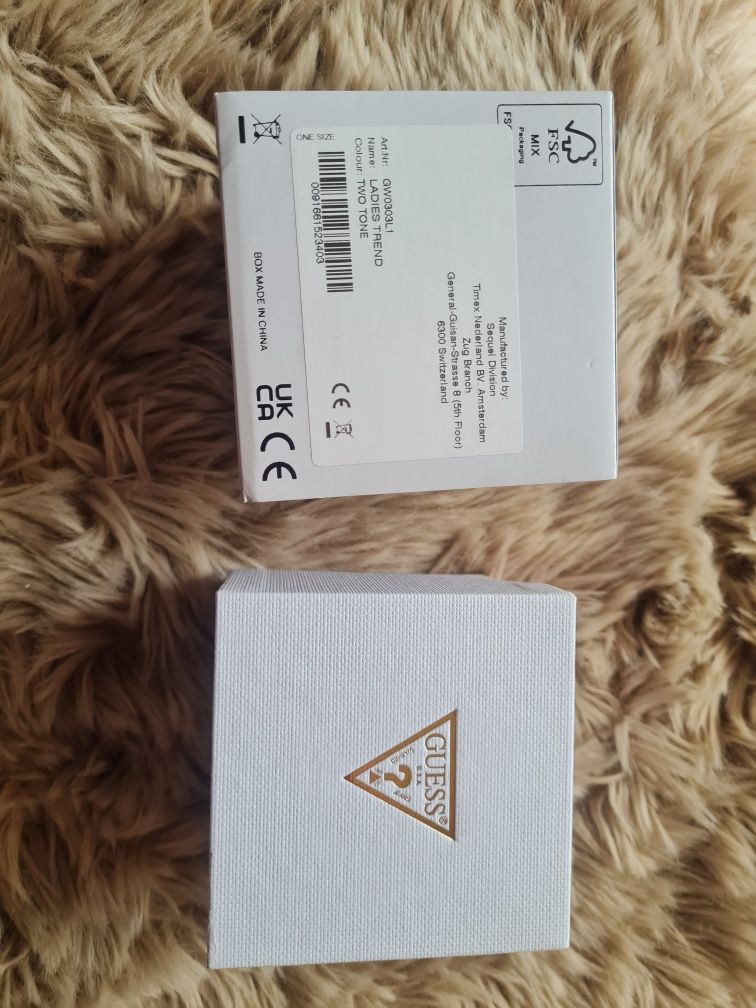 FSC
MIX
Packaging
FS
ONE SIZE
Art.Nr: GW0303L1
Name: LADIES TREND
Colour: TWO TONE
0091661523403
Manufactured by:
Sequel Division
Timex Nederland BV. Amsterdam
Zug Branch
General-Guisan-Strasse 8 (5th Floor)
6300 Switzerland
CE
BOX MADE IN CHINA
UK
CA CE
GUESS®
U.S.A.
?